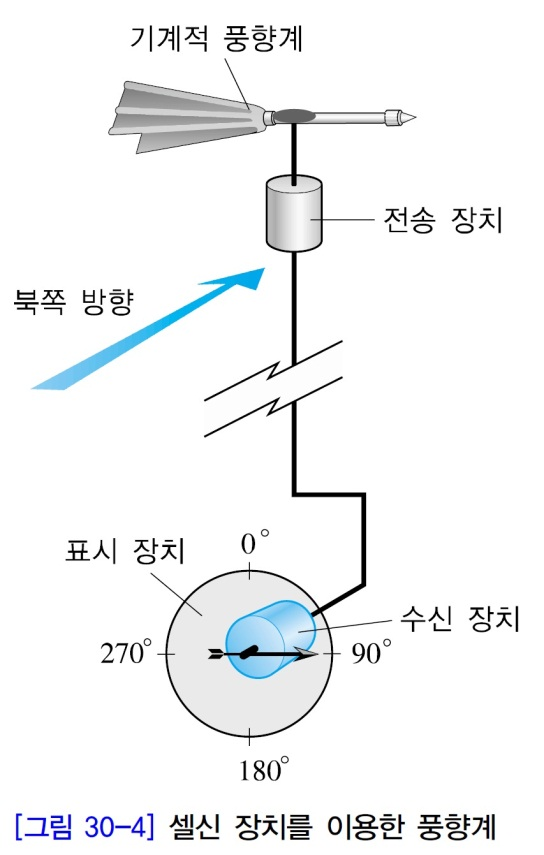 기계적 풍향계
전송 장치
북쪽 방향
표시 장치
0°
수신 장치
270°
90°
180°
[그림 30-4] 셀신 장치를 이용한 풍향계